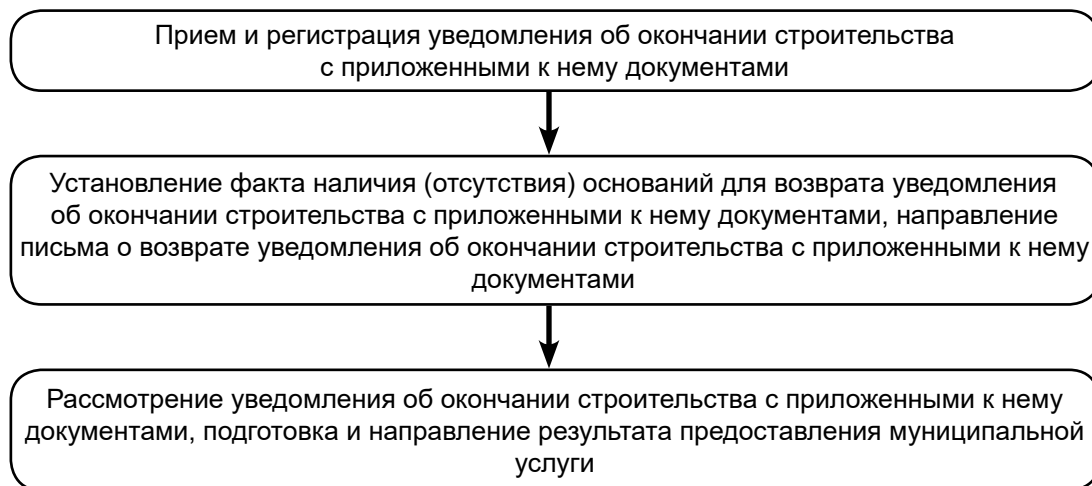 Прием и регистрация уведомления об окончании строительства
с приложенными к нему документами
Установление факта наличия (отсутствия) оснований для возврата уведомления
об окончании строительства с приложенными к нему документами, направление
письма о возврате уведомления об окончании строительства с приложенными к нему
документами
Рассмотрение уведомления об окончании строительства с приложенными к нему
документами, подготовка и направление результата предоставления муниципальной
услуги